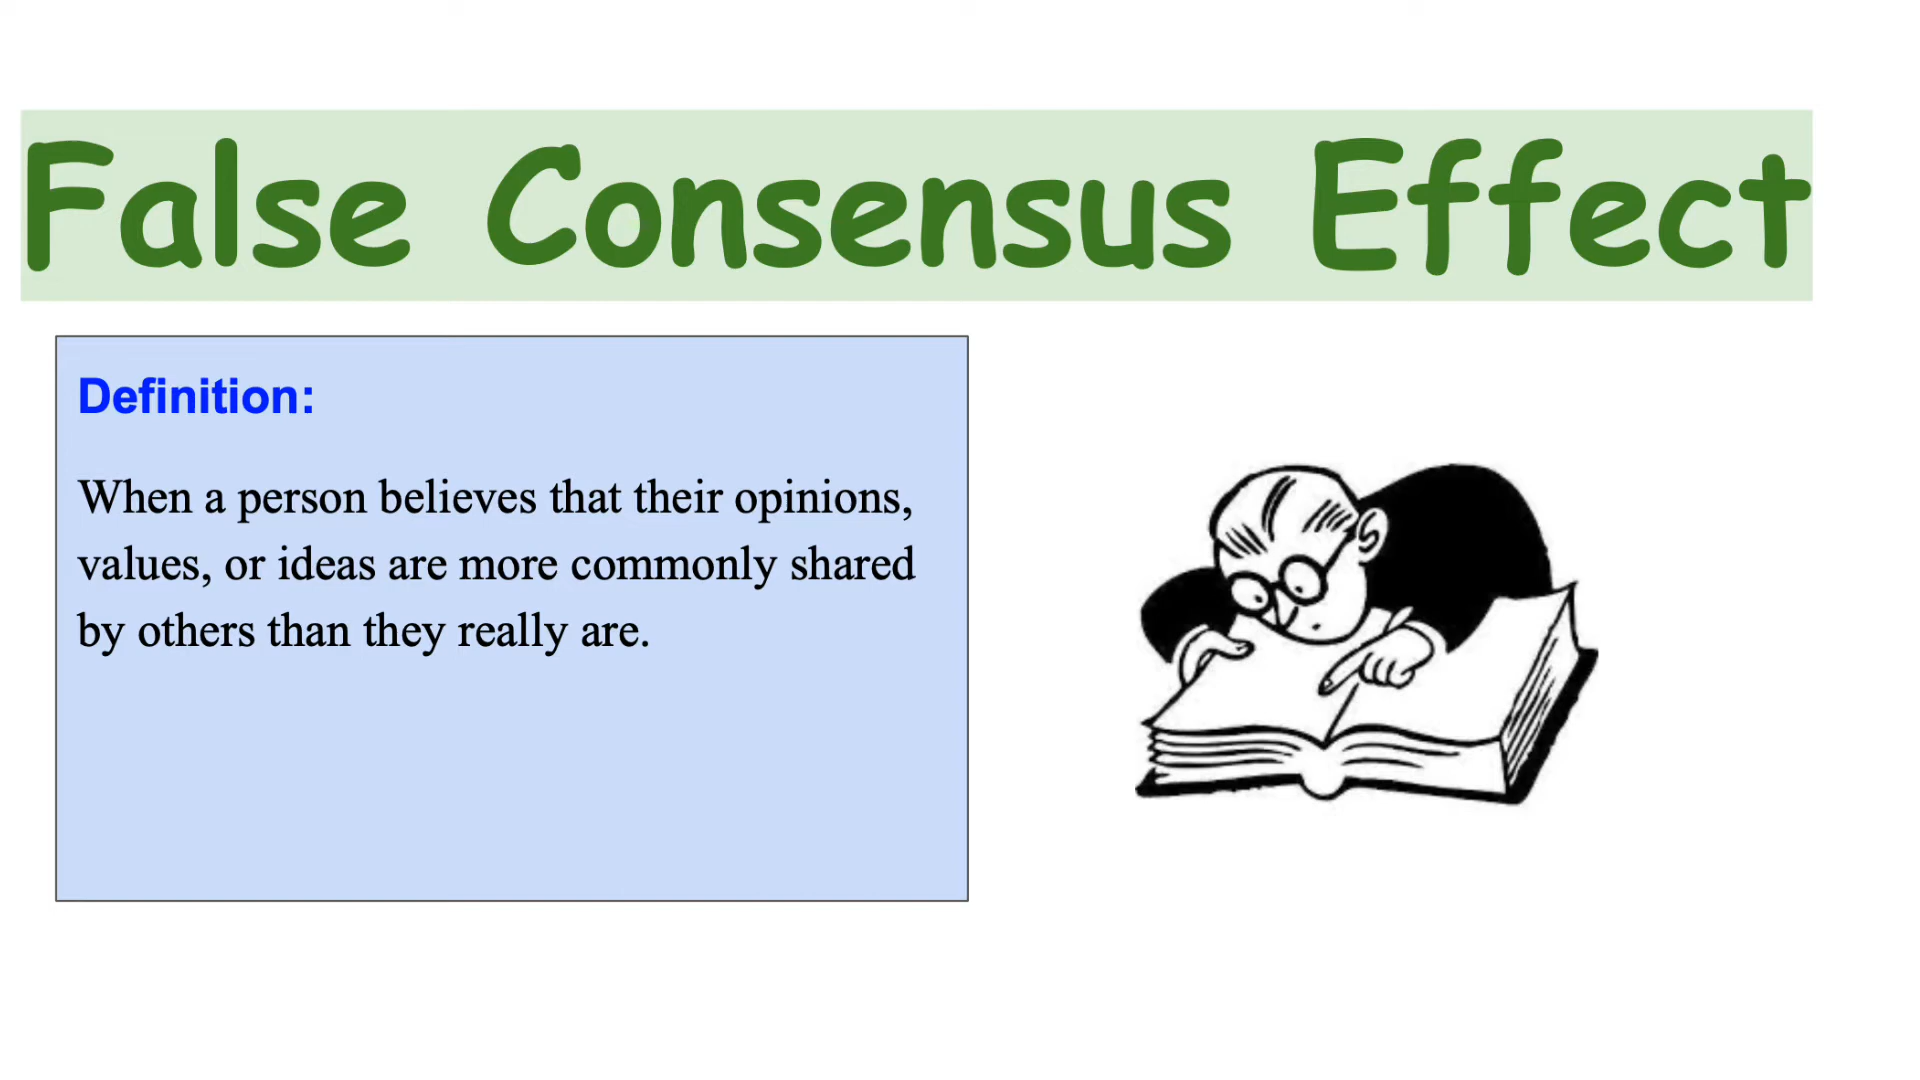 False Consensus Effect
Definition:
When a person believes that their opinions,
values, or ideas are more commonly shared
by others than they really are.